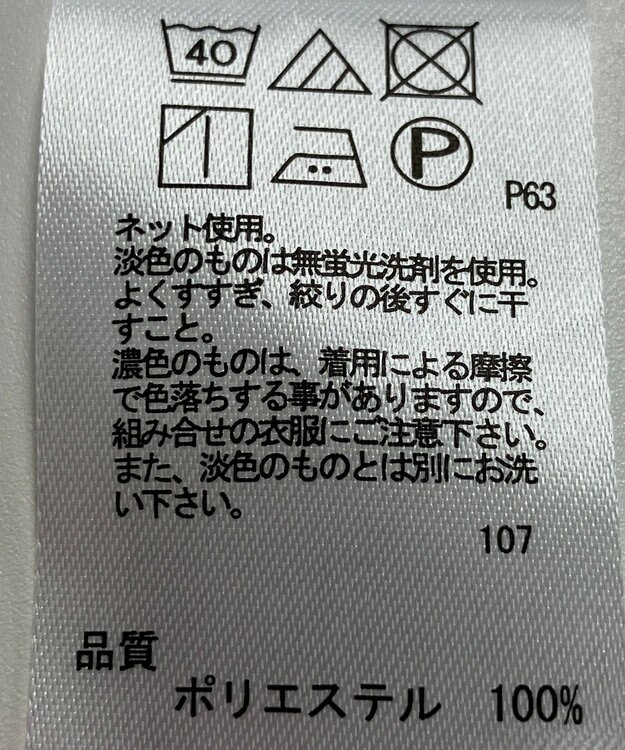 40
P
P63
ネット使用。
淡色のものは無蛍光洗剤を使用。
よくすすぎ、絞りの後すぐに干
すこと。
濃色のものは、着用による摩擦
で色落ちする事がありますので、
組み合せの衣服にご注意下さい。
また、淡色のものとは別にお洗
い下さい。
107
品質
ポリエステル 100%